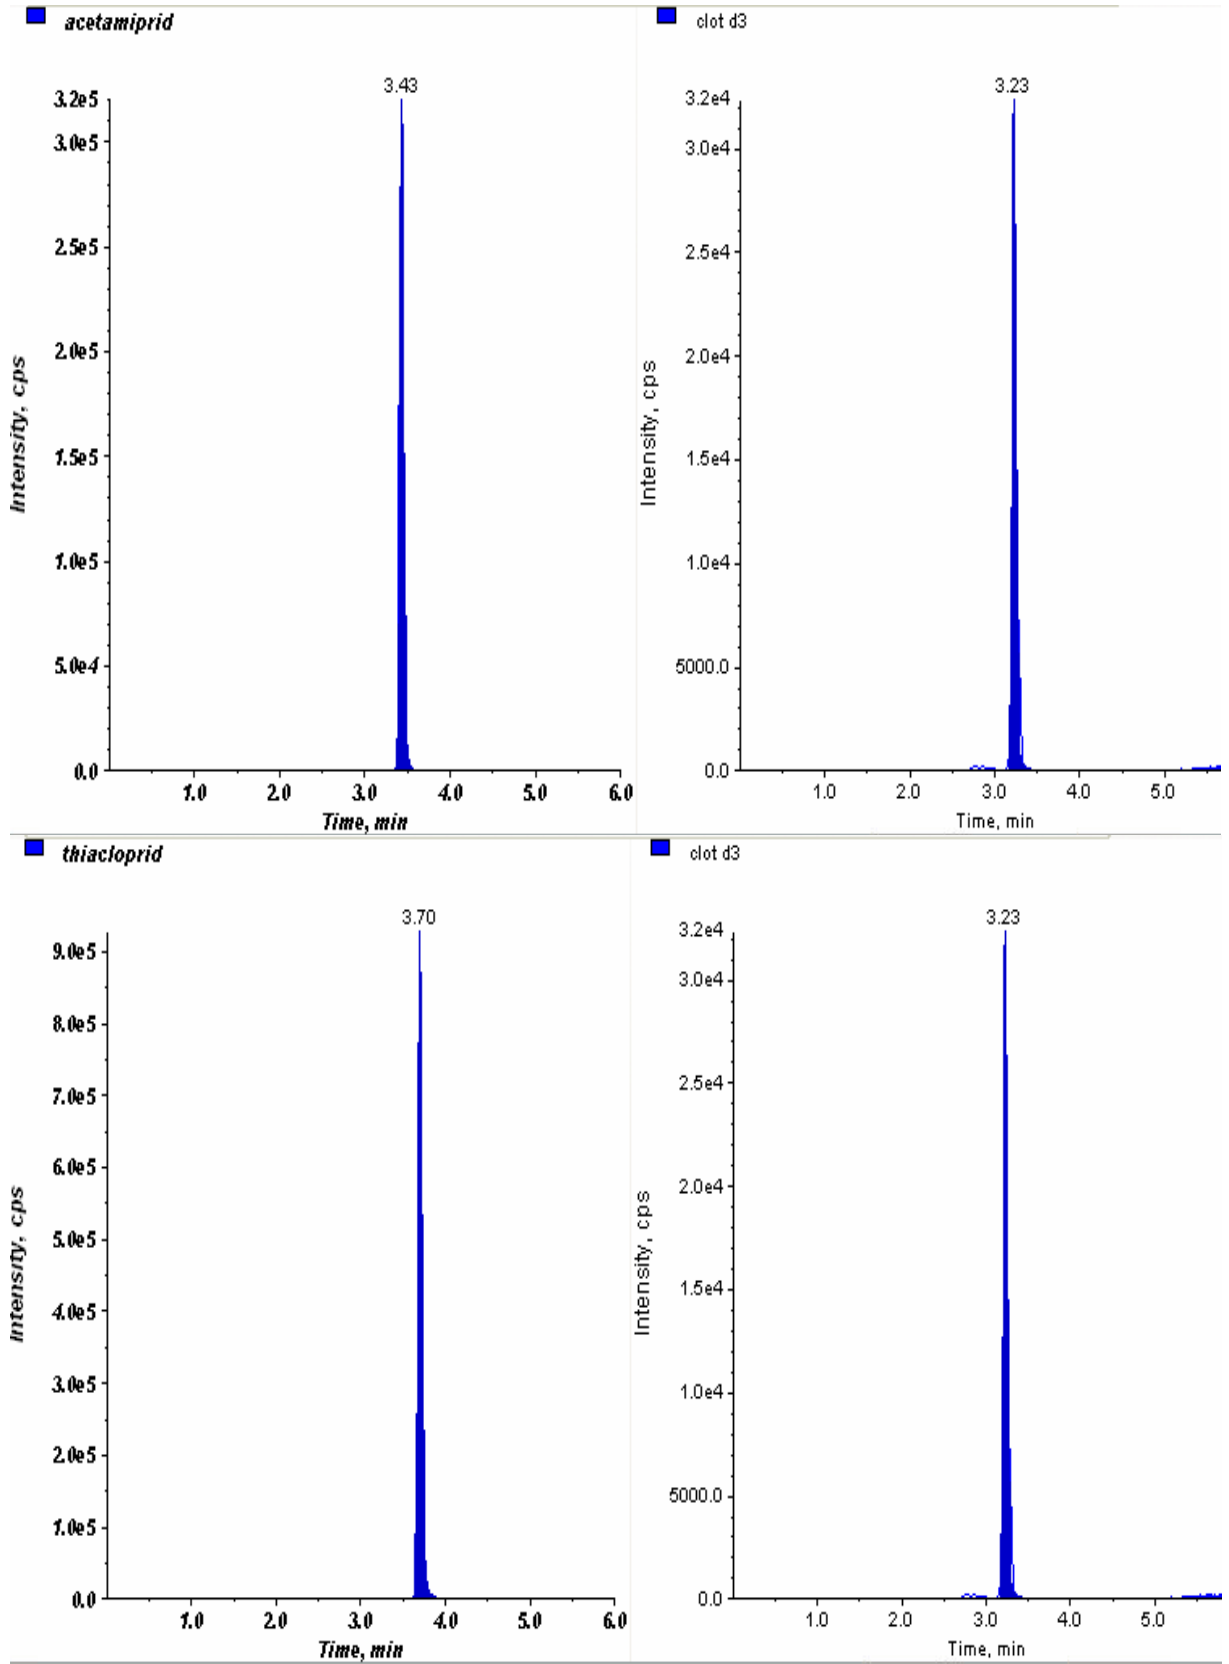 acetamiprid
3.43
3.2e5
3.0e5
2.5e5
2.0e5
1.5e5
1.0e5
5.0e4
0.0
Intensity, cps
1.0 2.0 3.0 4.0 5.0 6.0
Time, min
clot d3
3.23
3.2e4
3.0e4
2.5e4
2.0e4
1.5e4
1.0e4
5000.0
0.0
Intensity, cps
1.0 2.0 3.0 4.0 5.0
Time, min
thiacloprid
3.70
9.0e5
8.0e5
7.0e5
6.0e5
5.0e5
4.0e5
3.0e5
2.0e5
1.0e5
0.0
Intensity, cps
1.0 2.0 3.0 4.0 5.0 6.0
Time, min
clot d3
3.23
3.2e4
3.0e4
2.5e4
2.0e4
1.5e4
1.0e4
5000.0
0.0
Intensity, cps
1.0 2.0 3.0 4.0 5.0
Time, min